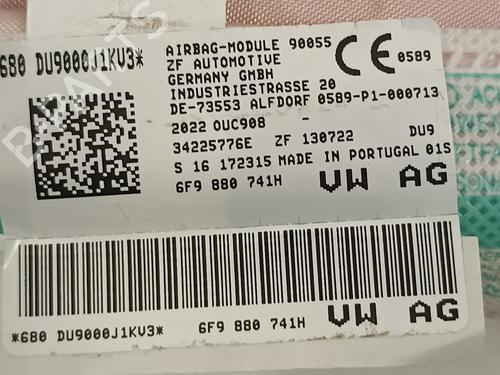 680 DU9000J1KV3*
AIRBAG-MODULE 90055
ZF AUTOMOTIVE
GERMANY GMBH
INDUSTRIESTRASSE 20
DE-73553 ALFDORF 0589-P1-000713
CE 0589
2022 OUC908 -
34225776E ZF 130722 DU9
S 16 172315 MADE IN PORTUGAL 01S
6F9 880 741H VW AG
*680 DU9000J1KV3* 6F9 880 741H VW AG